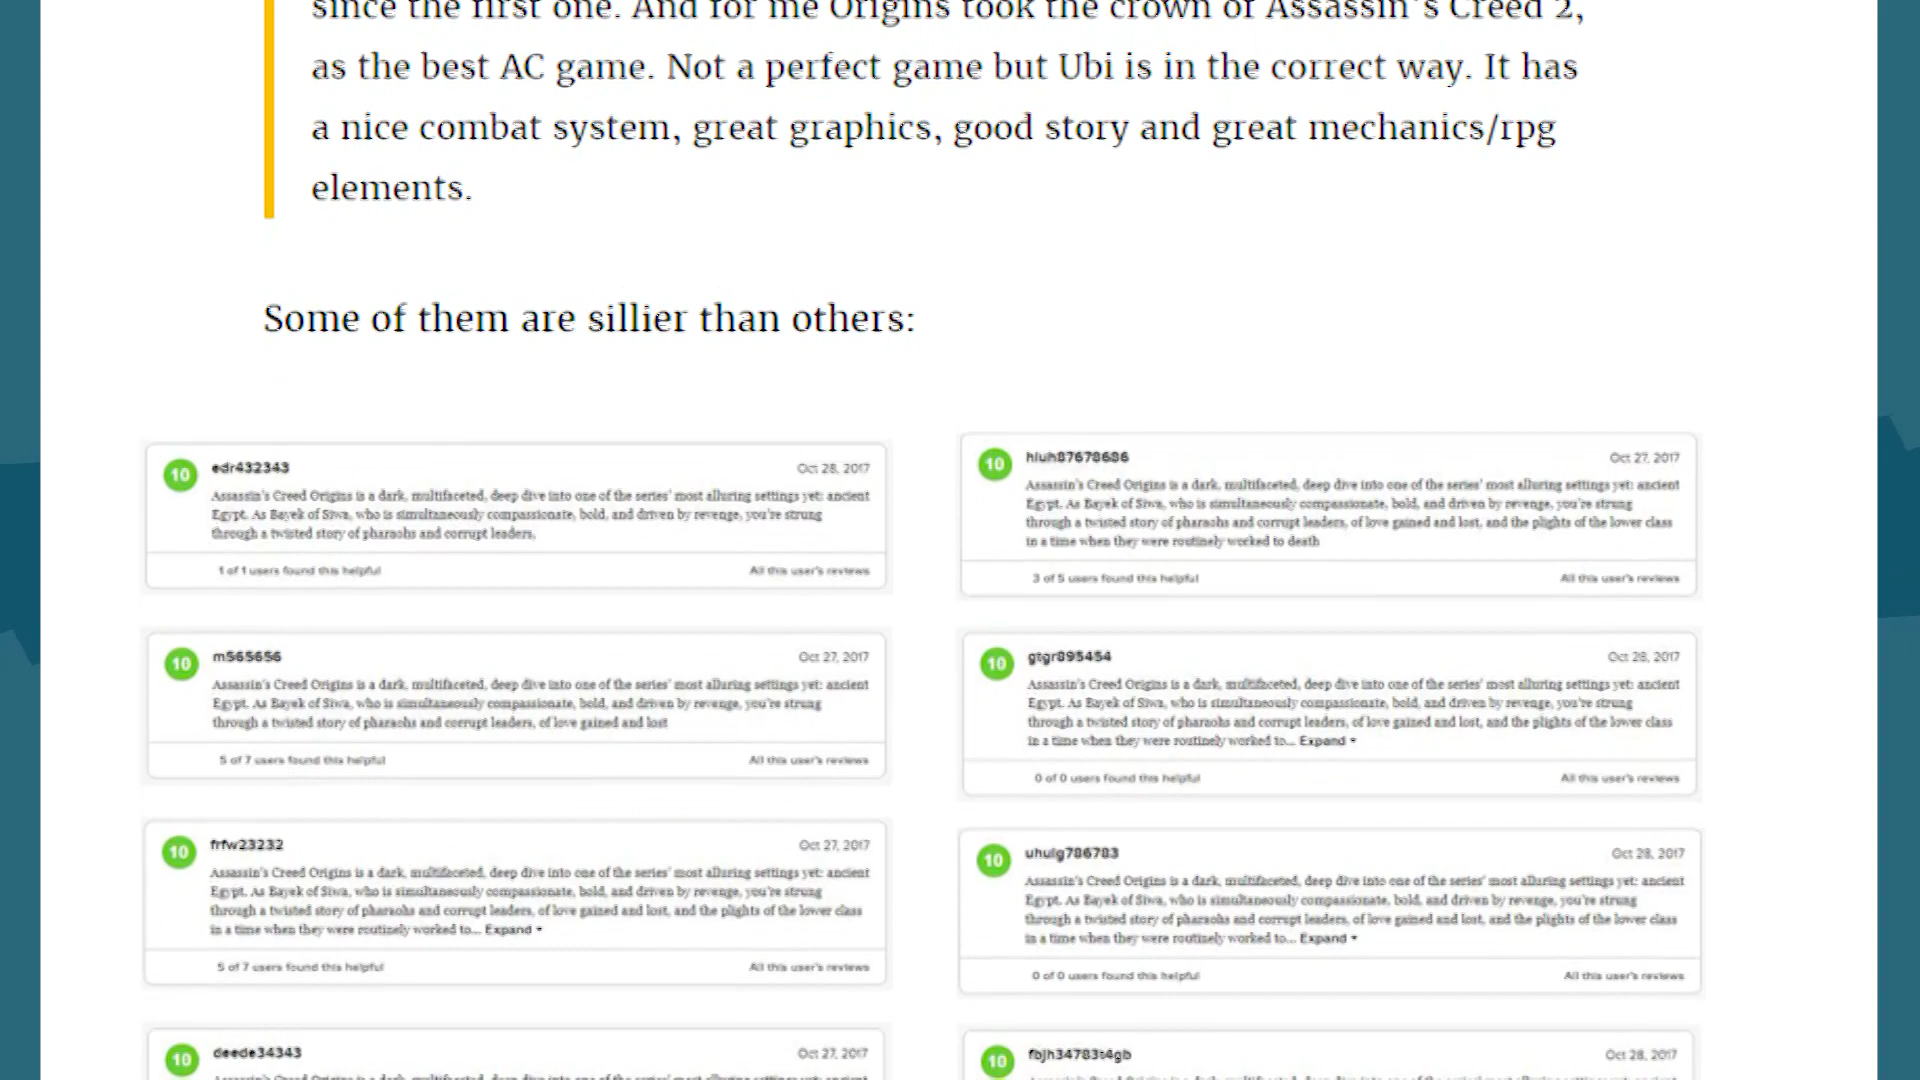 since the first one. And for me Origins took the crown of Assassin's Creed 2,
as the best AC game. Not a perfect game but Ubi is in the correct way. It has
a nice combat system, great graphics, good story and great mechanics/rpg
elements.
Some of them are sillier than others:
10 edr432343 Oct 28, 2017
Assassin's Creed Origins is a dark, multifaceted, deep dive into one of the series' most alluring settings yet: ancient
Egypt. As Bayek of Siwa, who is simultaneously compassionate, bold, and driven by revenge, you're strung
through a twisted story of pharaohs and corrupt leaders.
1 of 1 users found this helpful All this user's reviews
10 m565656 Oct 27, 2017
Assassin's Creed Origins is a dark, multifaceted, deep dive into one of the series' most alluring settings yet: ancient
Egypt. As Bayek of Siwa, who is simultaneously compassionate, bold, and driven by revenge, you're strung
through a twisted story of pharaohs and corrupt leaders, of love gained and lost
5 of 7 users found this helpful All this user's reviews
10 frfw23232 Oct 27, 2017
Assassin's Creed Origins is a dark, multifaceted, deep dive into one of the series' most alluring settings yet: ancient
Egypt. As Bayek of Siwa, who is simultaneously compassionate, bold, and driven by revenge, you're strung
through a twisted story of pharaohs and corrupt leaders, of love gained and lost, and the plights of the lower class
in a time when they were routinely worked to... Expand
5 of 7 users found this helpful All this user's reviews
10 deede34343 Oct 27, 2017
10 hiuh87678686 Oct 27, 2017
Assassin's Creed Origins is a dark, multifaceted, deep dive into one of the series' most alluring settings yet: ancient
Egypt. As Bayek of Siwa, who is simultaneously compassionate, bold, and driven by revenge, you're strung
through a twisted story of pharaohs and corrupt leaders, of love gained and lost, and the plights of the lower class
in a time when they were routinely worked to death
3 of 5 users found this helpful All this user's reviews
10 gtgr895454 Oct 28, 2017
Assassin's Creed Origins is a dark, multifaceted, deep dive into one of the series' most alluring settings yet: ancient
Egypt. As Bayek of Siwa, who is simultaneously compassionate, bold, and driven by revenge, you're strung
through a twisted story of pharaohs and corrupt leaders, of love gained and lost, and the plights of the lower class
in a time when they were routinely worked to... Expand
0 of 0 users found this helpful All this user's reviews
10 uhuig786783 Oct 28, 2017
Assassin's Creed Origins is a dark, multifaceted, deep dive into one of the series' most alluring settings yet: ancient
Egypt. As Bayek of Siwa, who is simultaneously compassionate, bold, and driven by revenge, you're strung
through a twisted story of pharaohs and corrupt leaders, of love gained and lost, and the plights of the lower class
in a time when they were routinely worked to... Expand
0 of 0 users found this helpful All this user's reviews
10 fbjh34783t4gb Oct 28, 2017